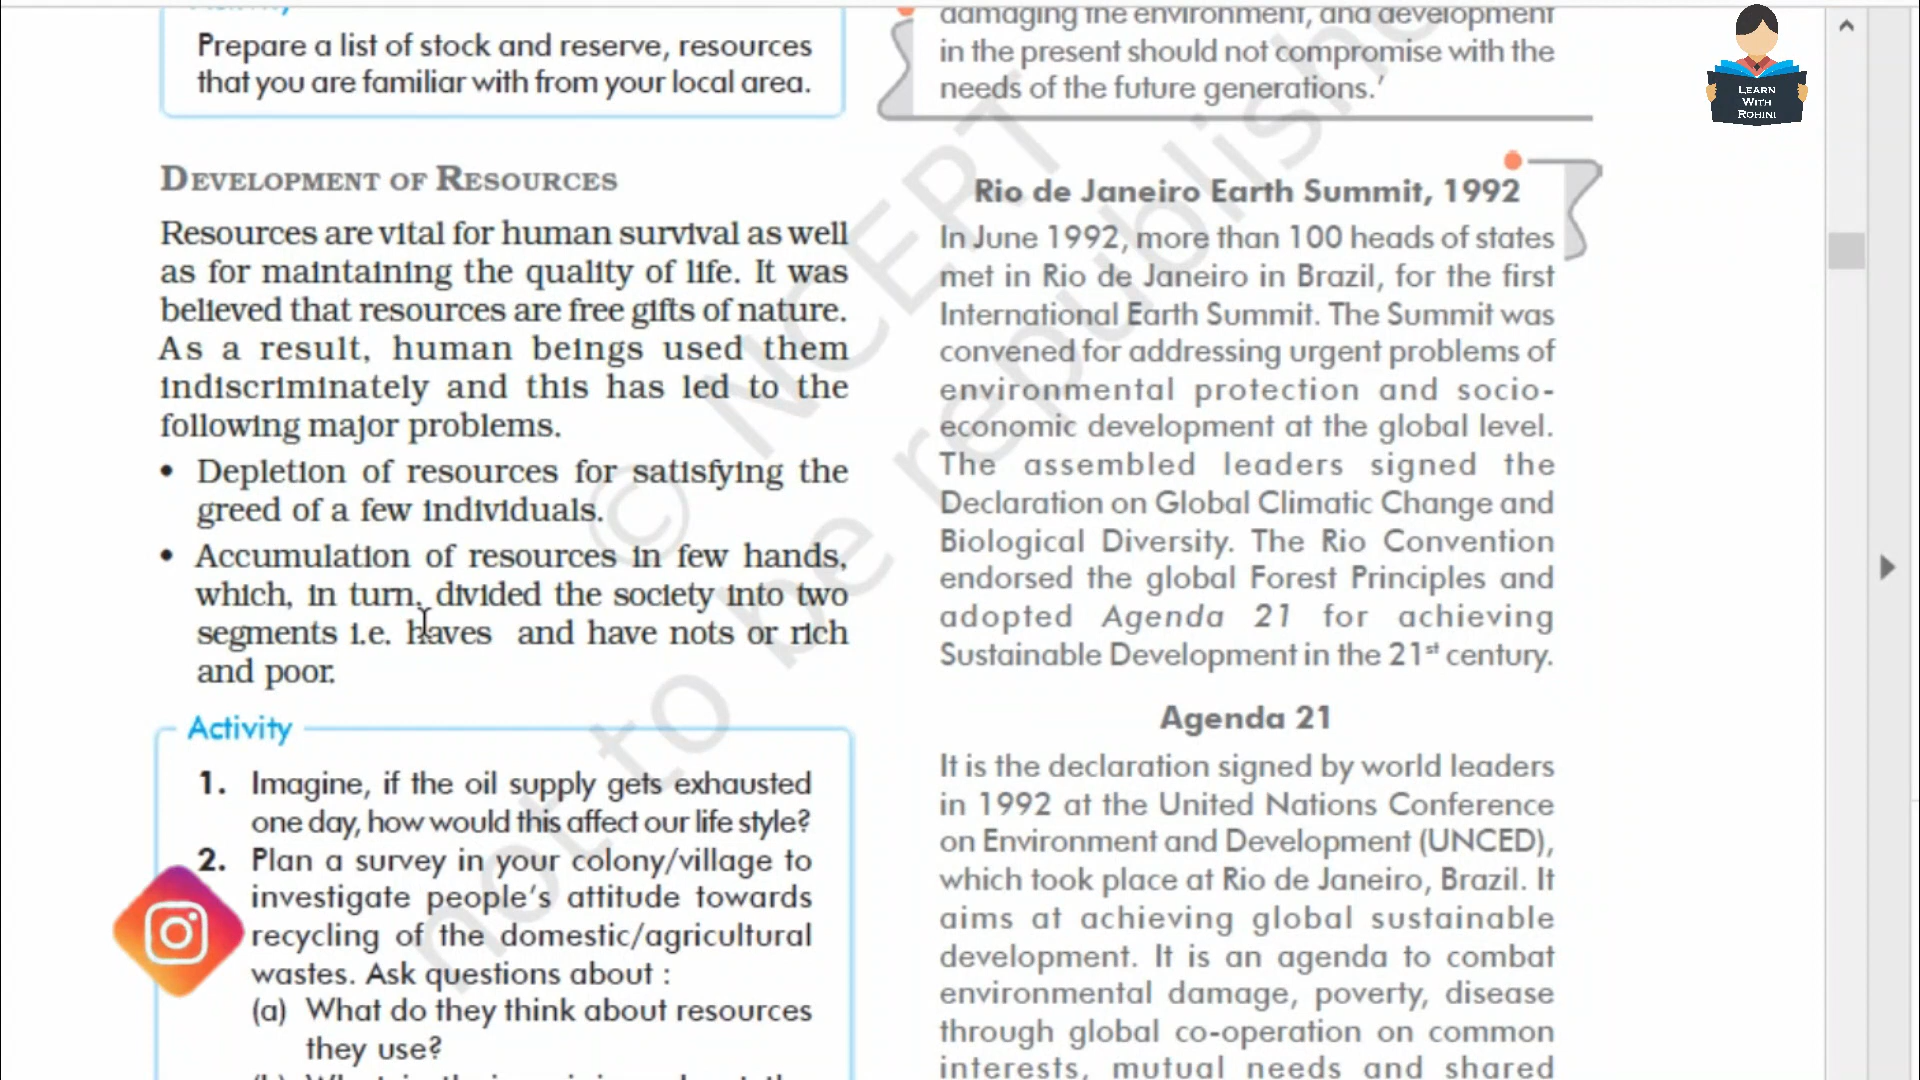 Prepare a list of stock and reserve, resources
that you are familiar with from your local area.
DEVELOPMENT OF RESOURCES
Resources are vital for human survival as well
as for maintaining the quality of life. It was
believed that resources are free gifts of nature.
As a result, human beings used them
indiscriminately and this has led to the
following major problems.
• Depletion of resources for satisfying the
greed of a few individuals.
• Accumulation of resources in few hands,
which, in turn, divided the society into two
segments i.e. haves and have nots or rich
and poor.
Activity
1. Imagine, if the oil supply gets exhausted
one day, how would this affect our life style?
2. Plan a survey in your colony/village to
investigate people's attitude towards
recycling of the domestic/agricultural
wastes. Ask questions about :
(a) What do they think about resources
they use?
damaging the environment, and development
in the present should not compromise with the
needs of the future generations.'
Rio de Janeiro Earth Summit, 1992
In June 1992, more than 100 heads of states
met in Rio de Janeiro in Brazil, for the first
International Earth Summit. The Summit was
convened for addressing urgent problems of
environmental protection and socio-
economic development at the global level.
The assembled leaders signed the
Declaration on Global Climatic Change and
Biological Diversity. The Rio Convention
endorsed the global Forest Principles and
adopted Agenda 21 for achieving
Sustainable Development in the 21st century.
Agenda 21
It is the declaration signed by world leaders
in 1992 at the United Nations Conference
on Environment and Development (UNCED),
which took place at Rio de Janeiro, Brazil. It
aims at achieving global sustainable
development. It is an agenda to combat
environmental damage, poverty, disease
through global co-operation on common
interests, mutual needs and shared
© NCERT
not to be republishe
LEARN
WITH
ROHINI